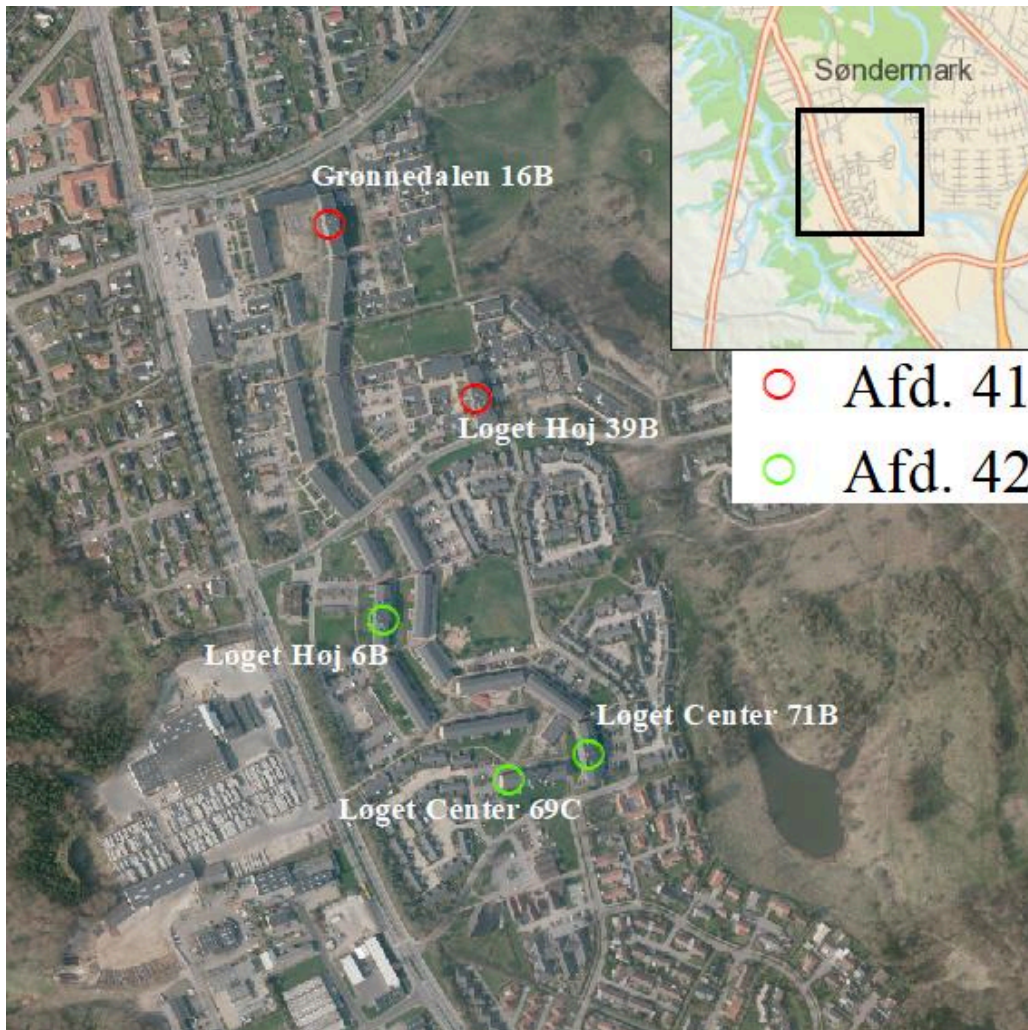 Søndermark
Grønnedalen 16B
Afd. 41
Løget Høj 39B
Afd. 42
Løget Høj 6B
Løget Center 71B
Løget Center 69C